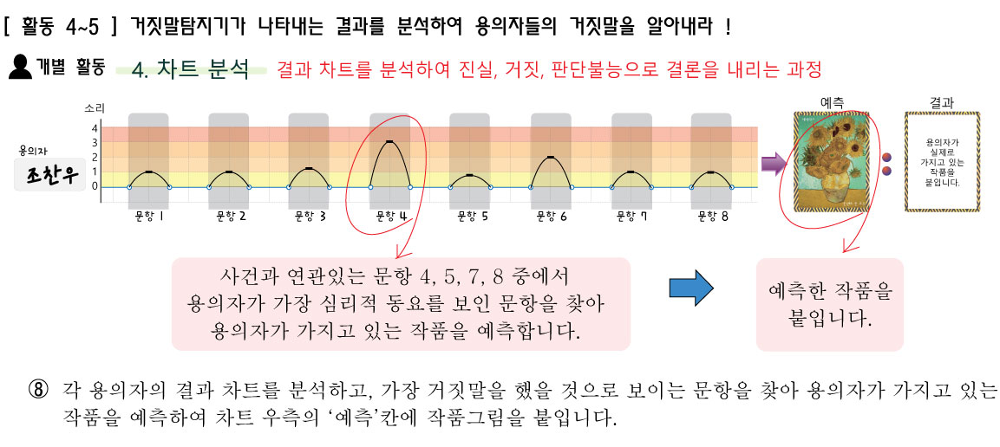 [ 활동 4~5 ] 거짓말탐지기가 나타내는 결과를 분석하여 용의자들의 거짓말을 알아내라 !
개별 활동 4. 차트 분석 결과 차트를 분석하여 진실, 거짓, 판단불능으로 결론을 내리는 과정
소리
예측
결과
4
3
2
1
0
용의자
조찬우
용의자가
실제로
가지고 있는
작품을
붙입니다.
문항 1 문항 2 문항 3 문항 4 문항 5 문항 6 문항 7 문항 8
사건과 연관있는 문항 4, 5, 7, 8 중에서
용의자가 가장 심리적 동요를 보인 문항을 찾아
용의자가 가지고 있는 작품을 예측합니다.
예측한 작품을
붙입니다.
⑧ 각 용의자의 결과 차트를 분석하고, 가장 거짓말을 했을 것으로 보이는 문항을 찾아 용의자가 가지고 있는
작품을 예측하여 차트 우측의 ‘예측’칸에 작품그림을 붙입니다.